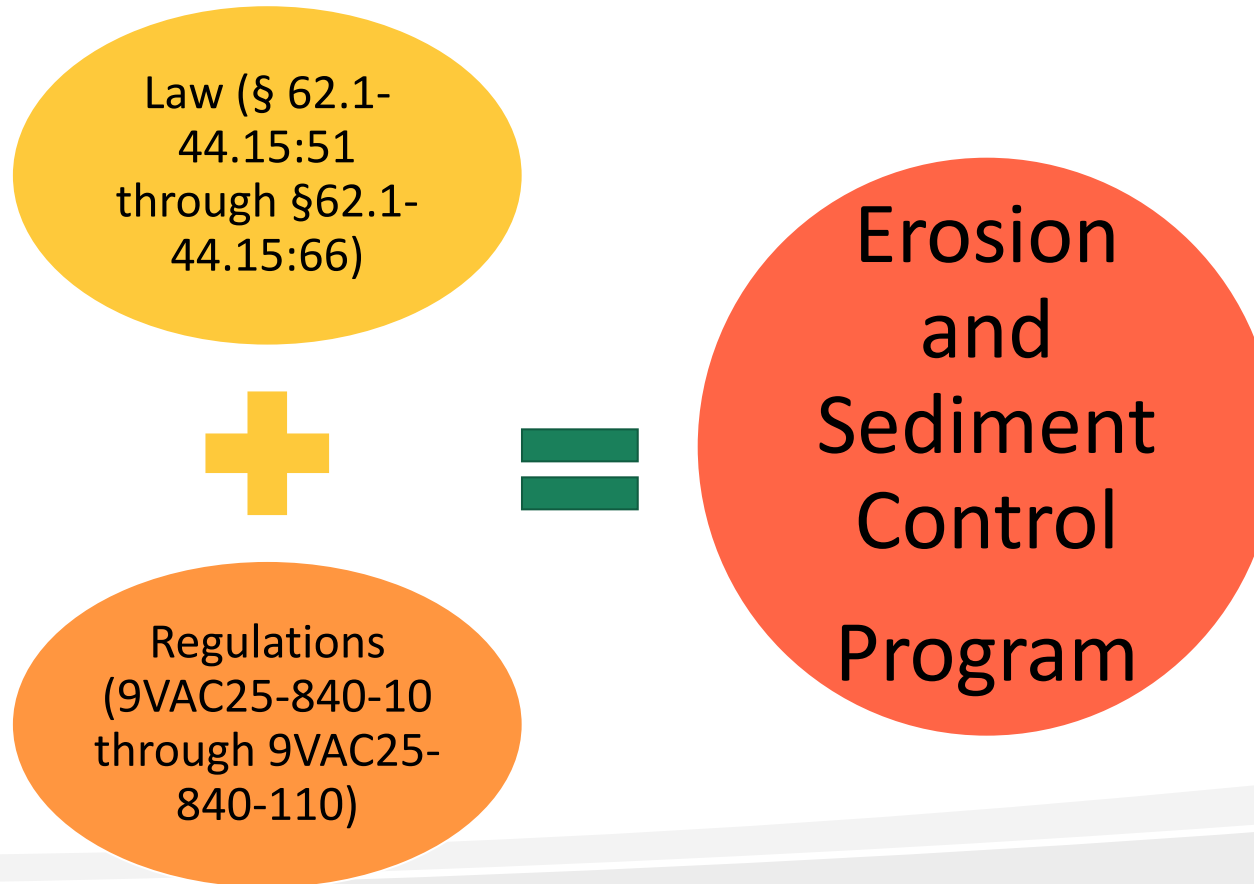 Law (§ 62.1-
44.15:51
through §62.1-
44.15:66)
Regulations
(9VAC25-840-10
through 9VAC25-
840-110)
Erosion
and
Sediment
Control
Program